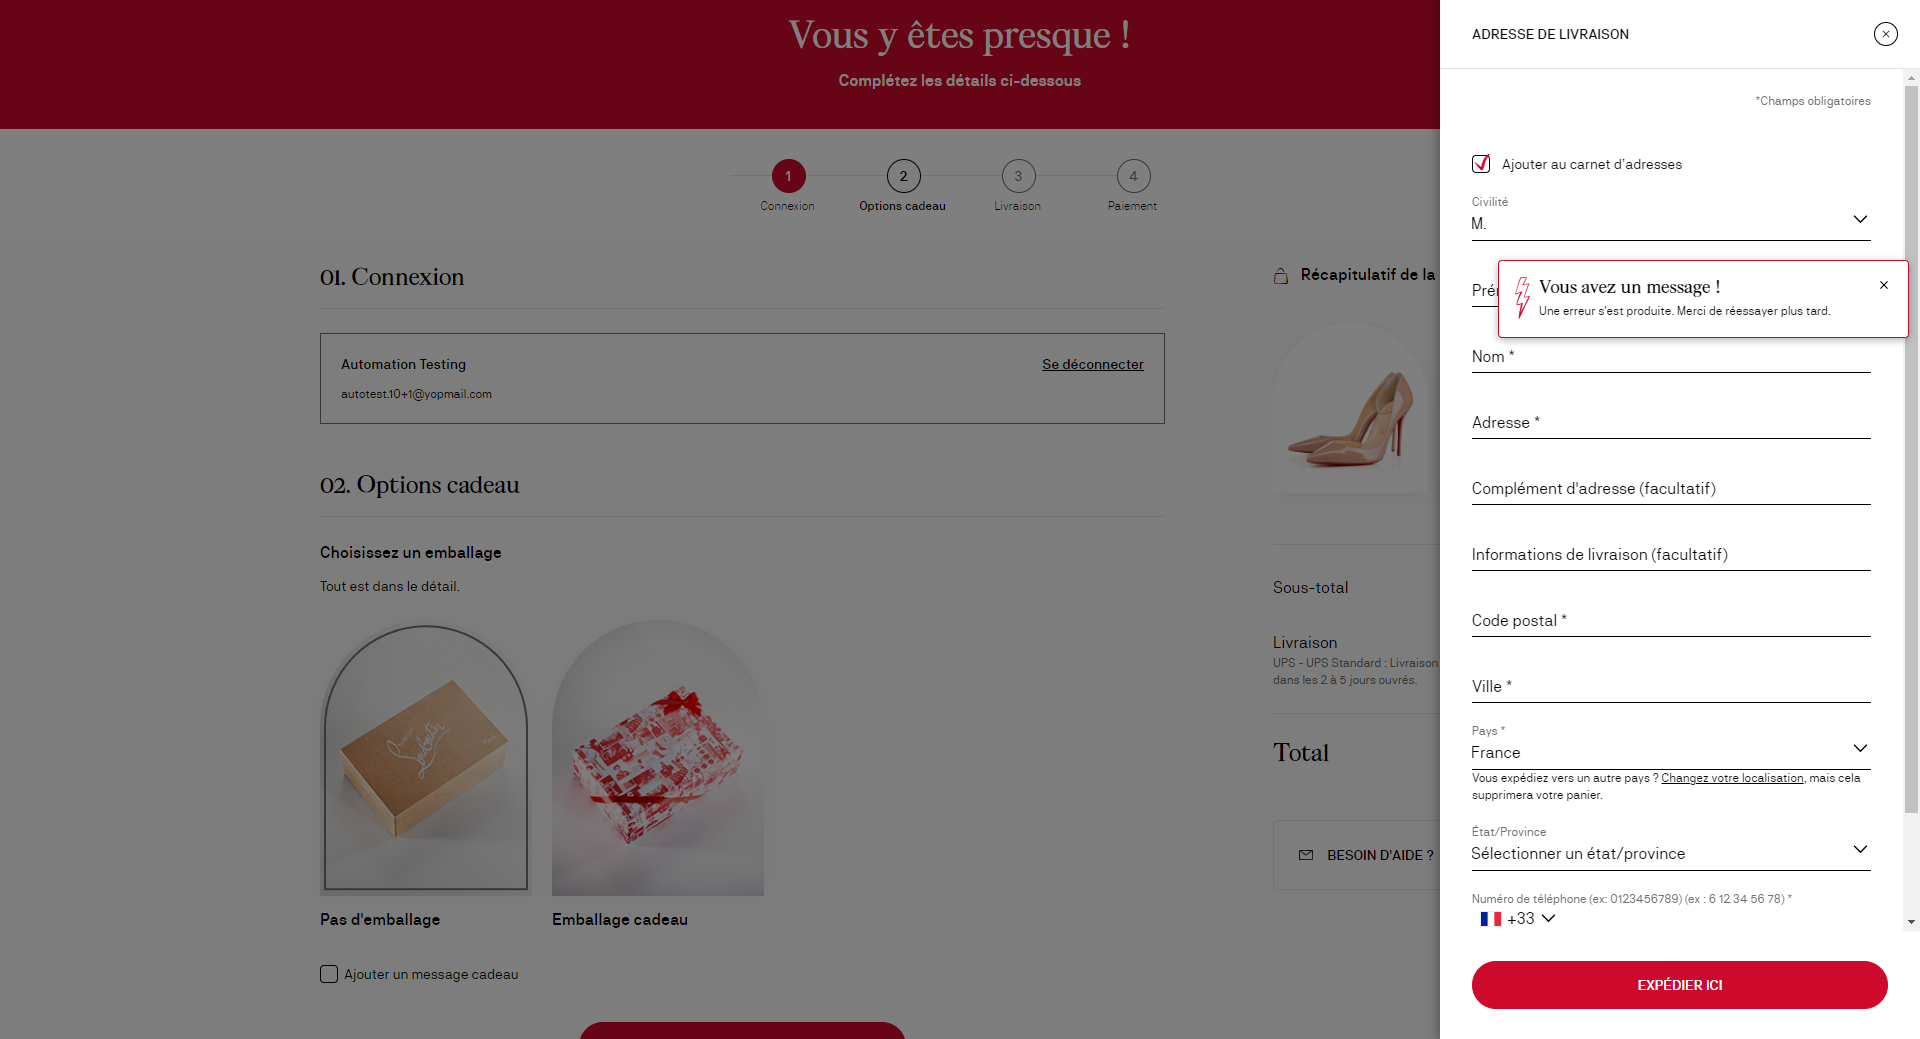 Vous y êtes presque !
Complétez les détails ci-dessous
1
2
3
4
Connexion
Options cadeau
Livraison
Paiement
01. Connexion
Automation Testing
Se déconnecter
autotest.10+1@yopmail.com
02. Options cadeau
Choisissez un emballage
Tout est dans le détail.
Christian Louboutin
Paris
Pas d'emballage
Emballage cadeau
Ajouter un message cadeau
Récapitulatif de la
Sous-total
Livraison
UPS - UPS Standard : Livraison
dans les 2 à 5 jours ouvrés.
Total
BESOIN D'AIDE ?
ADRESSE DE LIVRAISON
*Champs obligatoires
Ajouter au carnet d’adresses
Civilité
M.
Vous avez un message !
Une erreur s'est produite. Merci de réessayer plus tard.
Pré
Nom *
Adresse *
Complément d'adresse (facultatif)
Informations de livraison (facultatif)
Code postal *
Ville *
Pays *
France
Vous expédiez vers un autre pays ? Changez votre localisation, mais cela
supprimera votre panier.
État/Province
Sélectionner un état/province
Numéro de téléphone (ex: 0123456789) (ex : 6 12 34 56 78) *
+33
EXPÉDIER ICI